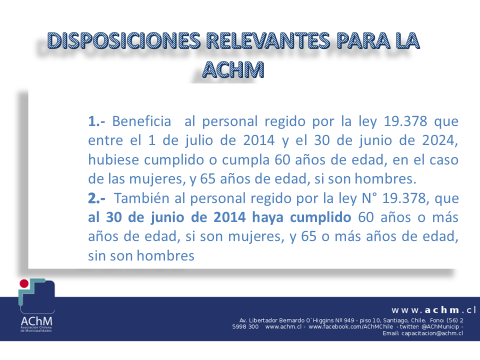 DISPOSICIONES RELEVANTES PARA LA
ACHM
1.- Beneficia al personal regido por la ley 19.378 que
entre el 1 de julio de 2014 y el 30 de junio de 2024,
hubiese cumplido o cumpla 60 años de edad, en el caso
de las mujeres, y 65 años de edad, si son hombres.
2.- También al personal regido por la ley N° 19.378, que
al 30 de junio de 2014 haya cumplido 60 años o más
años de edad, si son mujeres, y 65 o más años de edad,
sin son hombres
www.achm.cl
Av. Libertador Bernardo O´Higgins Nº 949 - piso 10, Santiago, Chile. Fono: (56) 2
5998 300 www.achm.cl - www.facebook.com/ACHMChile - twitten @AChMunicip -
Email: capacitacion@achm.cl
AChM
Asociación Chilena
de Municipalidades